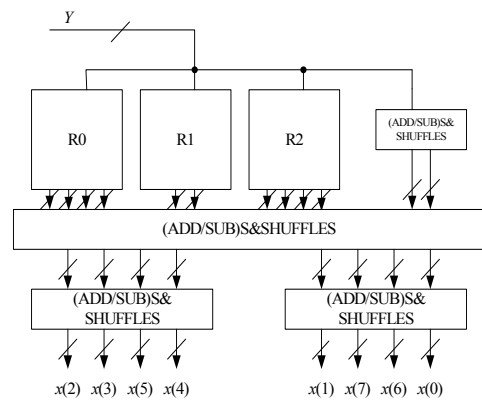 Y
R0
R1
R2
(ADD/SUB)S&
SHUFFLES
(ADD/SUB)S&SHUFFLES
(ADD/SUB)S&
SHUFFLES
(ADD/SUB)S&
SHUFFLES
x(2) x(3) x(5) x(4) x(1) x(7) x(6) x(0)